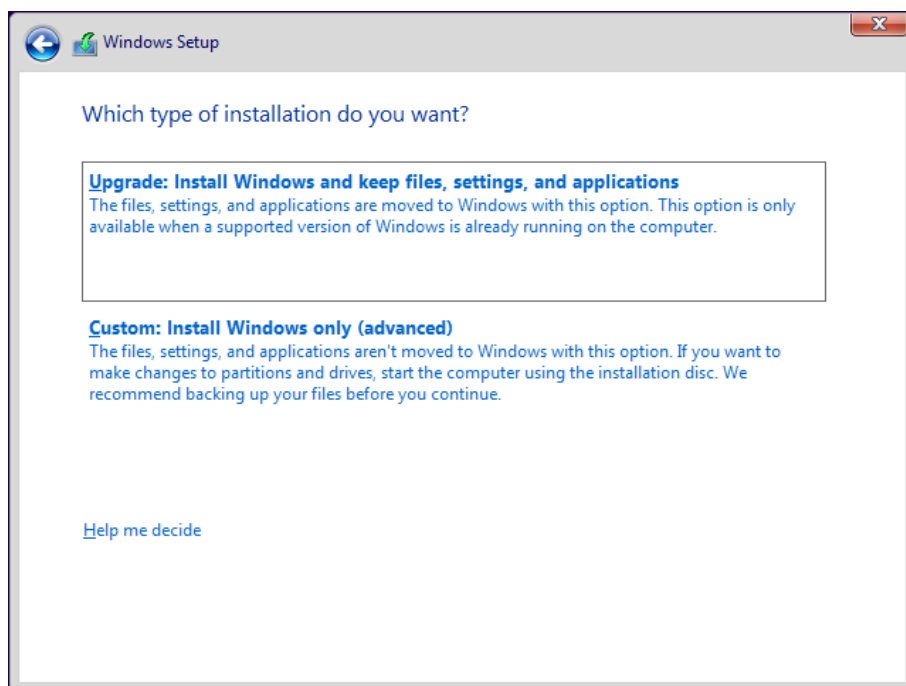 Windows Setup
Which type of installation do you want?
Upgrade: Install Windows and keep files, settings, and applications
The files, settings, and applications are moved to Windows with this option. This option is only
available when a supported version of Windows is already running on the computer.
Custom: Install Windows only (advanced)
The files, settings, and applications aren't moved to Windows with this option. If you want to
make changes to partitions and drives, start the computer using the installation disc. We
recommend backing up your files before you continue.
Help me decide